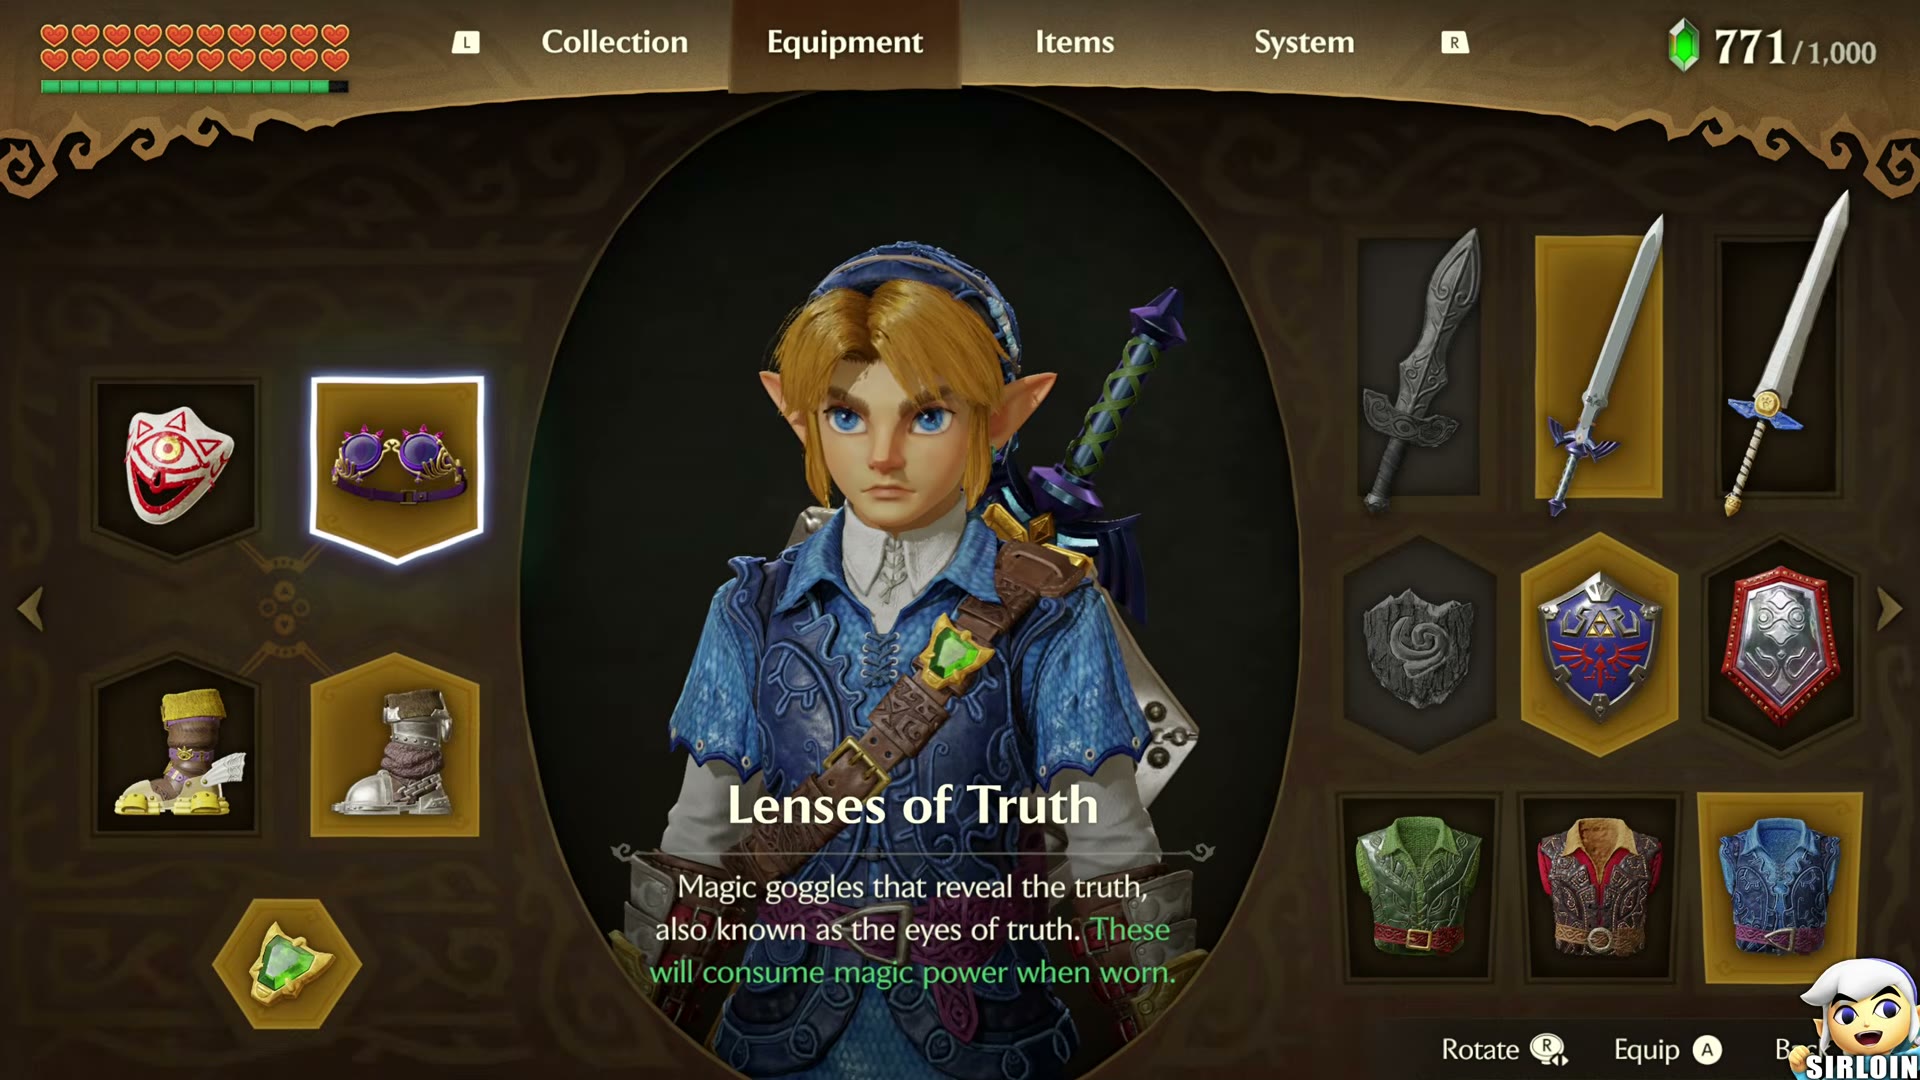 L
Collection
Equipment
Items
System
R
771/1,000
Lenses of Truth
Magic goggles that reveal the truth,
also known as the eyes of truth. These
will consume magic power when worn.
Rotate R
Equip A
SIRLOIN